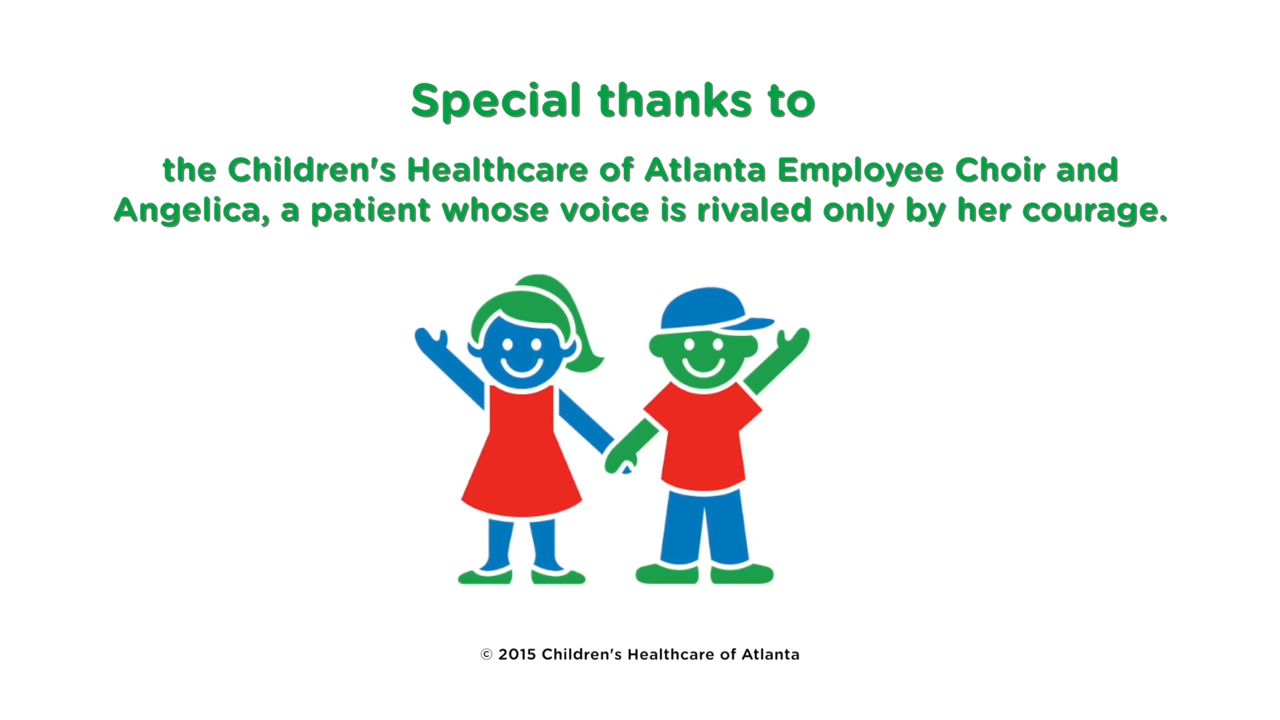 Special thanks to
the Children's Healthcare of Atlanta Employee Choir and
Angelica, a patient whose voice is rivaled only by her courage.
© 2015 Children's Healthcare of Atlanta